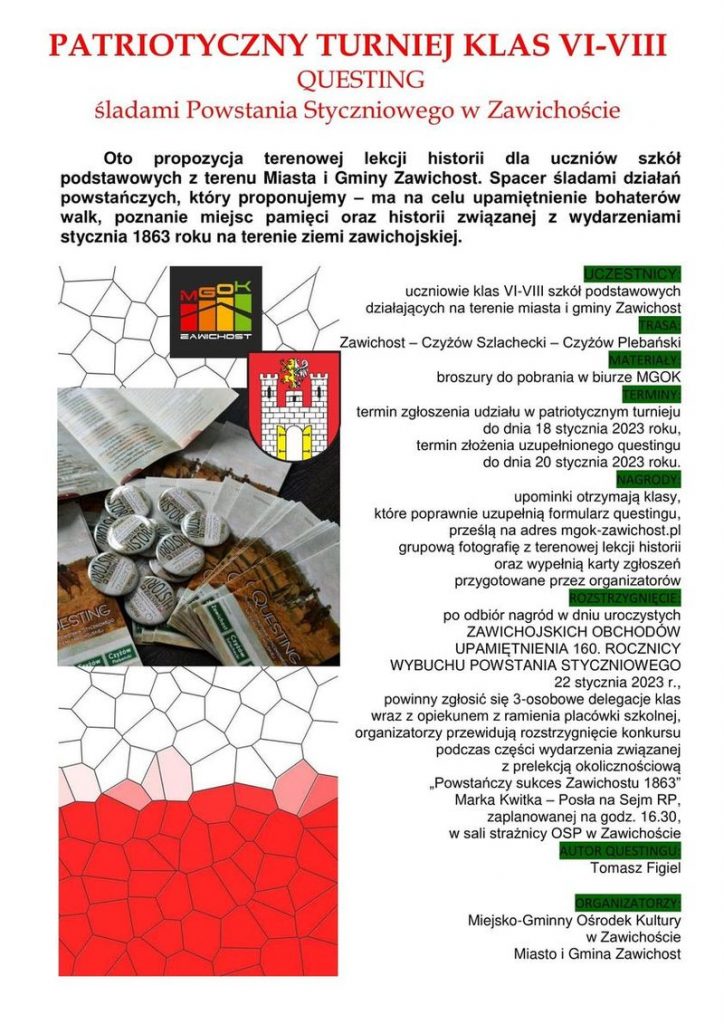 PATRIOTYCZNY TURNIEJ KLAS VI-VIII
QUESTING
śladami Powstania Styczniowego w Zawichoście
Oto propozycja terenowej lekcji historii dla uczniów szkół
podstawowych z terenu Miasta i Gminy Zawichost. Spacer śladami działań
powstańczych, który proponujemy – ma na celu upamiętnienie bohaterów
walk, poznanie miejsc pamięci oraz historii związanej z wydarzeniami
stycznia 1863 roku na terenie ziemi zawichojskiej.
MGOK
ZAWICHOST
QUESTING
QUESTING
Czyżów
UCZESTNICY:
uczniowie klas VI-VIII szkół podstawowych
działających na terenie miasta i gminy Zawichost
TRASA:
Zawichost – Czyżów Szlachecki – Czyżów Plebański
MATERIAŁY:
broszury do pobrania w biurze MGOK
TERMINY:
termin zgłoszenia udziału w patriotycznym turnieju
do dnia 18 stycznia 2023 roku,
termin złożenia uzupełnionego questingu
do dnia 20 stycznia 2023 roku.
NAGRODY:
upominki otrzymają klasy,
które poprawnie uzupełnią formularz questingu,
prześlą na adres mgok-zawichost.pl
grupową fotografię z terenowej lekcji historii
oraz wypełnią karty zgłoszeń
przygotowane przez organizatorów
ROZSTRZYGNIĘCIE:
po odbiór nagród w dniu uroczystych
ZAWICHOJSKICH OBCHODÓW
UPAMIĘTNIENIA 160. ROCZNICY
WYBUCHU POWSTANIA STYCZNIOWEGO
22 stycznia 2023 r.,
powinny zgłosić się 3-osobowe delegacje klas
wraz z opiekunem z ramienia placówki szkolnej,
organizatorzy przewidują rozstrzygnięcie konkursu
podczas części wydarzenia związanej
z prelekcją okolicznościową
„Powstańczy sukces Zawichostu 1863”
Marka Kwitka – Posła na Sejm RP,
zaplanowanej na godz. 16.30,
w sali strażnicy OSP w Zawichoście
AUTOR QUESTINGU:
Tomasz Figiel
ORGANIZATORZY:
Miejsko-Gminny Ośrodek Kultury
w Zawichoście
Miasto i Gmina Zawichost